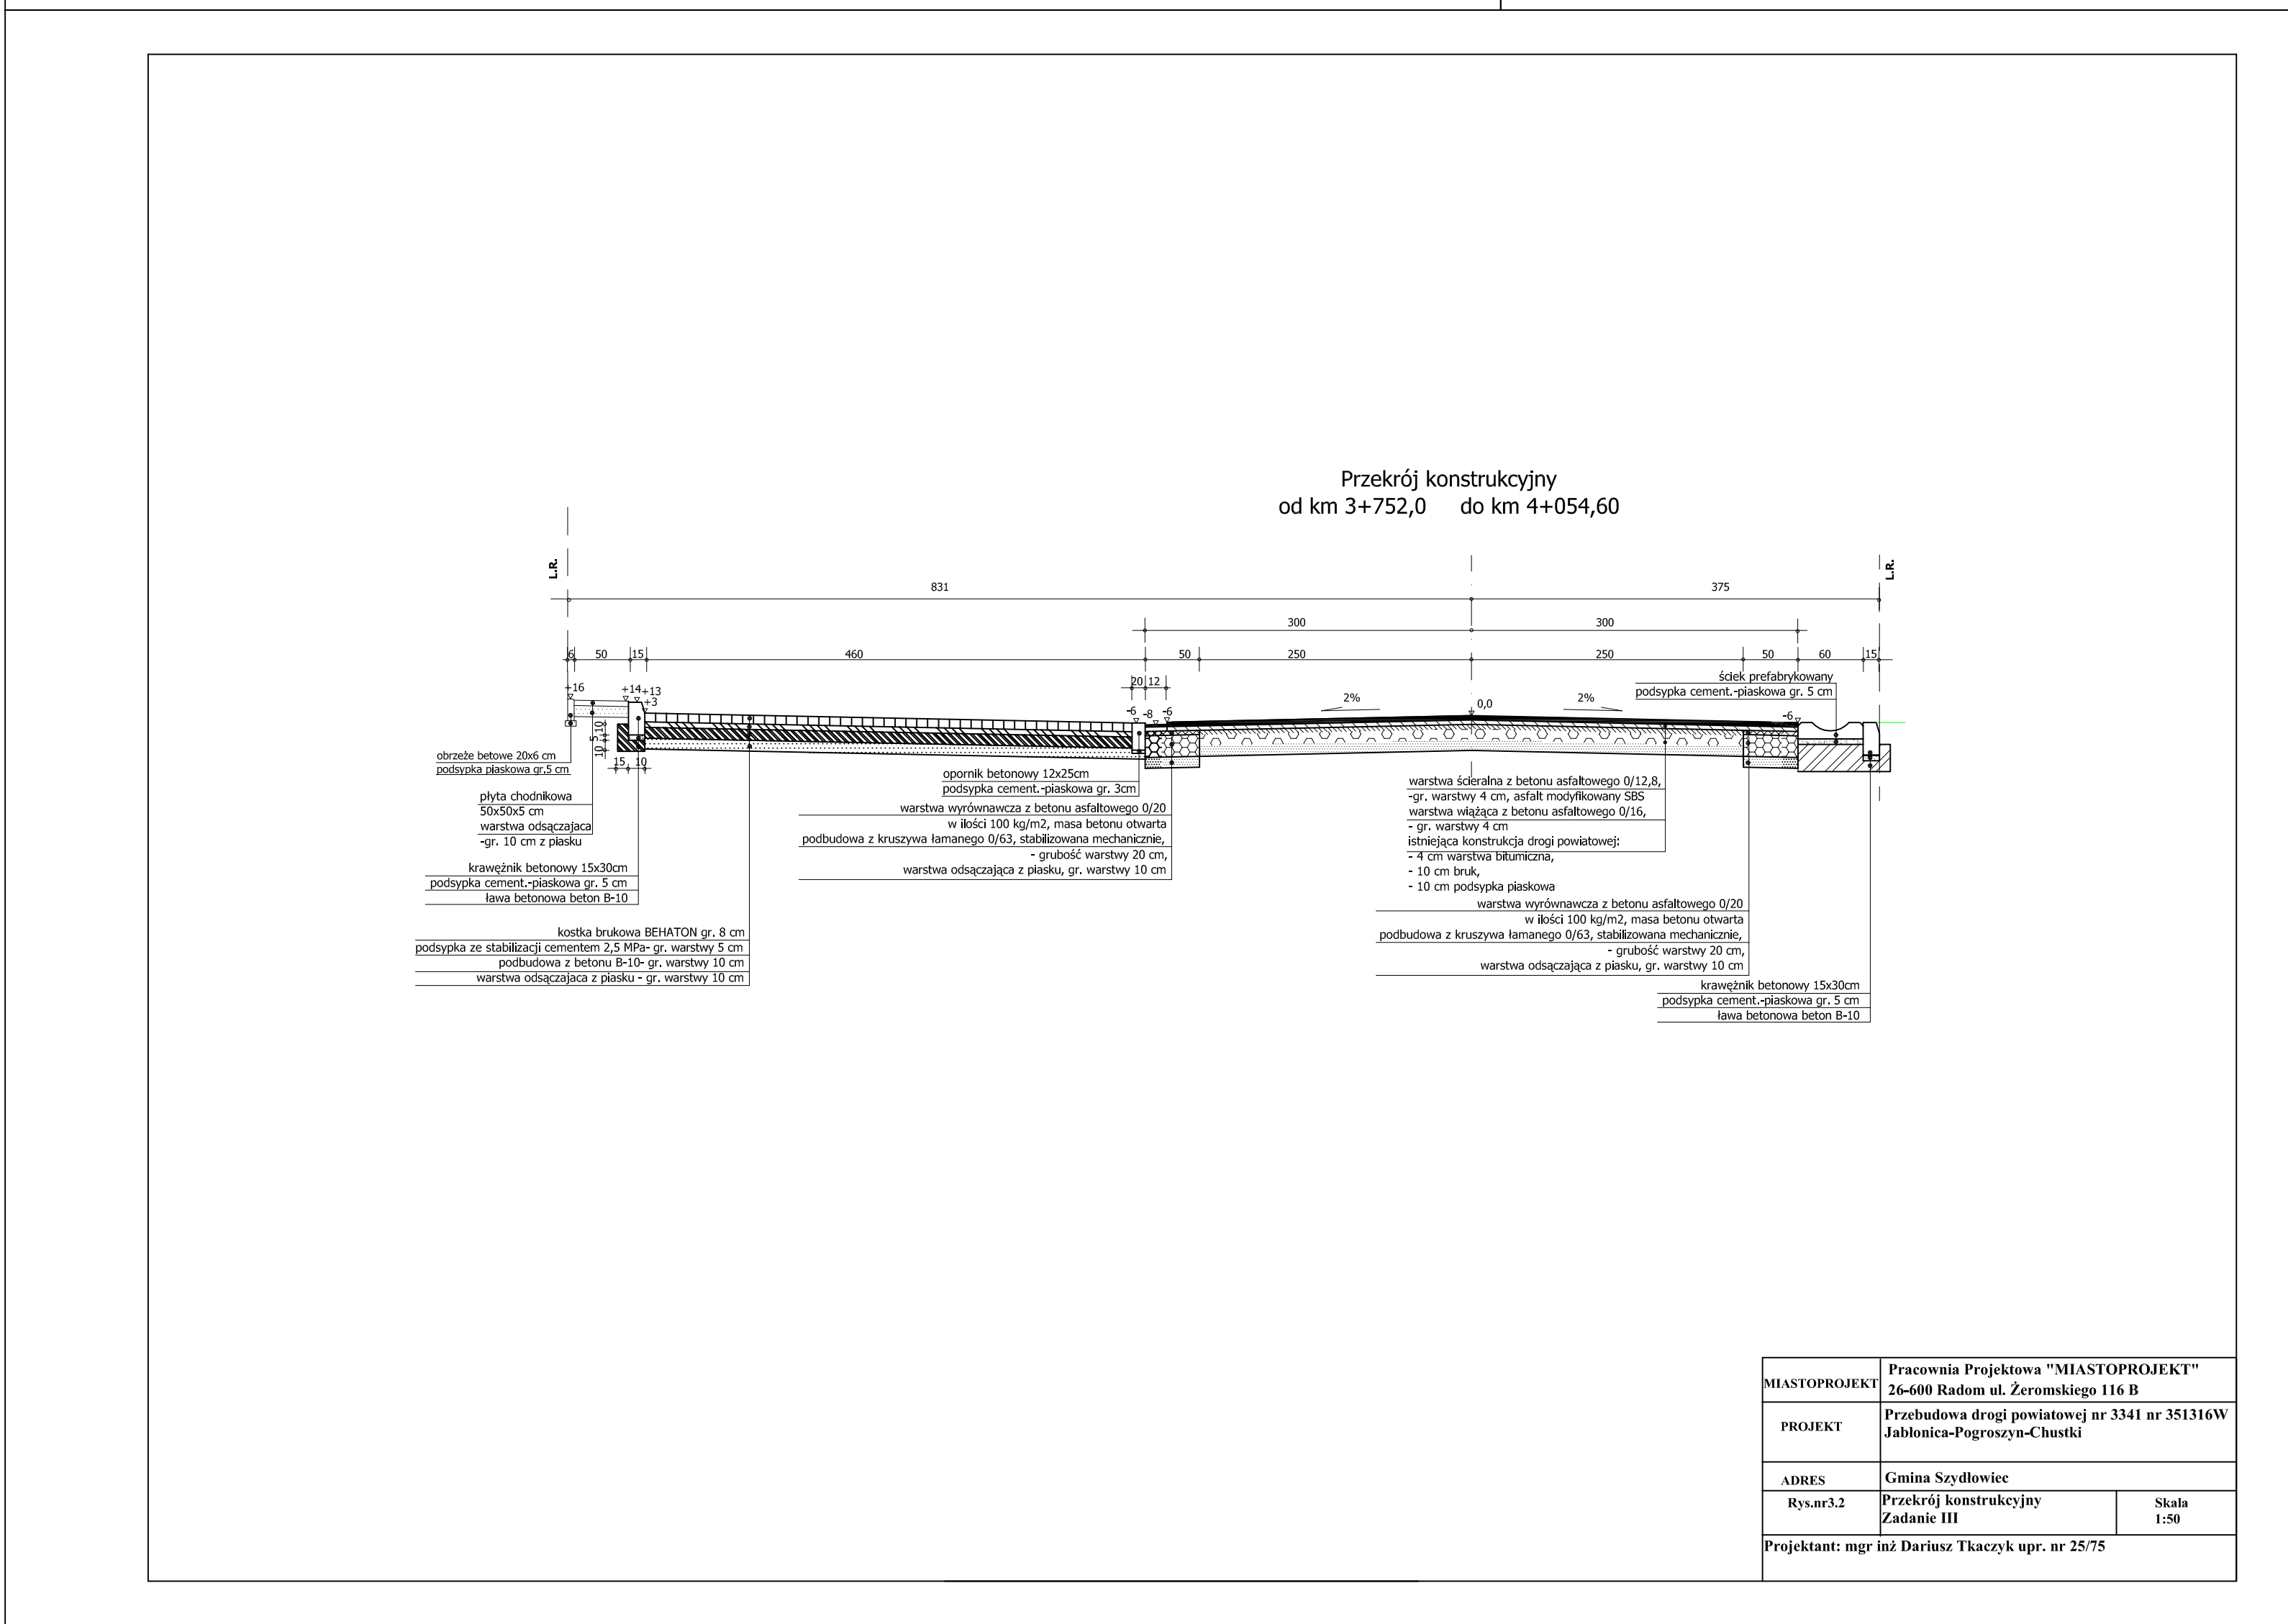 Przekrój konstrukcyjny
od km 3+752,0 do km 4+054,60
L.R.
L.R.
831
375
300
300
6
50
15
460
50
250
250
50
60
15
20
12
ściek prefabrykowany
podsypka cement.-piaskowa gr. 5 cm
+16
+14
+13
+3
-6
-8
-6
2%
0,0
2%
-6
10
5
10
15
10
obrzeże betowe 20x6 cm
podsypka piaskowa gr,5 cm
płyta chodnikowa
50x50x5 cm
warstwa odsączajaca
-gr. 10 cm z piasku
krawężnik betonowy 15x30cm
podsypka cement.-piaskowa gr. 5 cm
ława betonowa beton B-10
kostka brukowa BEHATON gr. 8 cm
podsypka ze stabilizacji cementem 2,5 MPa- gr. warstwy 5 cm
podbudowa z betonu B-10- gr. warstwy 10 cm
warstwa odsączajaca z piasku - gr. warstwy 10 cm
opornik betonowy 12x25cm
podsypka cement.-piaskowa gr. 3cm
warstwa wyrównawcza z betonu asfaltowego 0/20
w ilości 100 kg/m2, masa betonu otwarta
podbudowa z kruszywa łamanego 0/63, stabilizowana mechanicznie,
- grubość warstwy 20 cm,
warstwa odsączająca z piasku, gr. warstwy 10 cm
warstwa ścieralna z betonu asfaltowego 0/12,8,
-gr. warstwy 4 cm, asfalt modyfikowany SBS
warstwa wiążąca z betonu asfaltowego 0/16,
- gr. warstwy 4 cm
istniejąca konstrukcja drogi powiatowej:
- 4 cm warstwa bitumiczna,
- 10 cm bruk,
- 10 cm podsypka piaskowa
warstwa wyrównawcza z betonu asfaltowego 0/20
w ilości 100 kg/m2, masa betonu otwarta
podbudowa z kruszywa łamanego 0/63, stabilizowana mechanicznie,
- grubość warstwy 20 cm,
warstwa odsączająca z piasku, gr. warstwy 10 cm
krawężnik betonowy 15x30cm
podsypka cement.-piaskowa gr. 5 cm
ława betonowa beton B-10
MIASTOPROJEKT
Pracownia Projektowa "MIASTOPROJEKT"
26-600 Radom ul. Żeromskiego 116 B
PROJEKT
Przebudowa drogi powiatowej nr 3341 nr 351316W
Jabłonica-Pogroszyn-Chustki
ADRES
Gmina Szydłowiec
Rys.nr3.2
Przekrój konstrukcyjny
Zadanie III
Skala
1:50
Projektant: mgr inż Dariusz Tkaczyk upr. nr 25/75